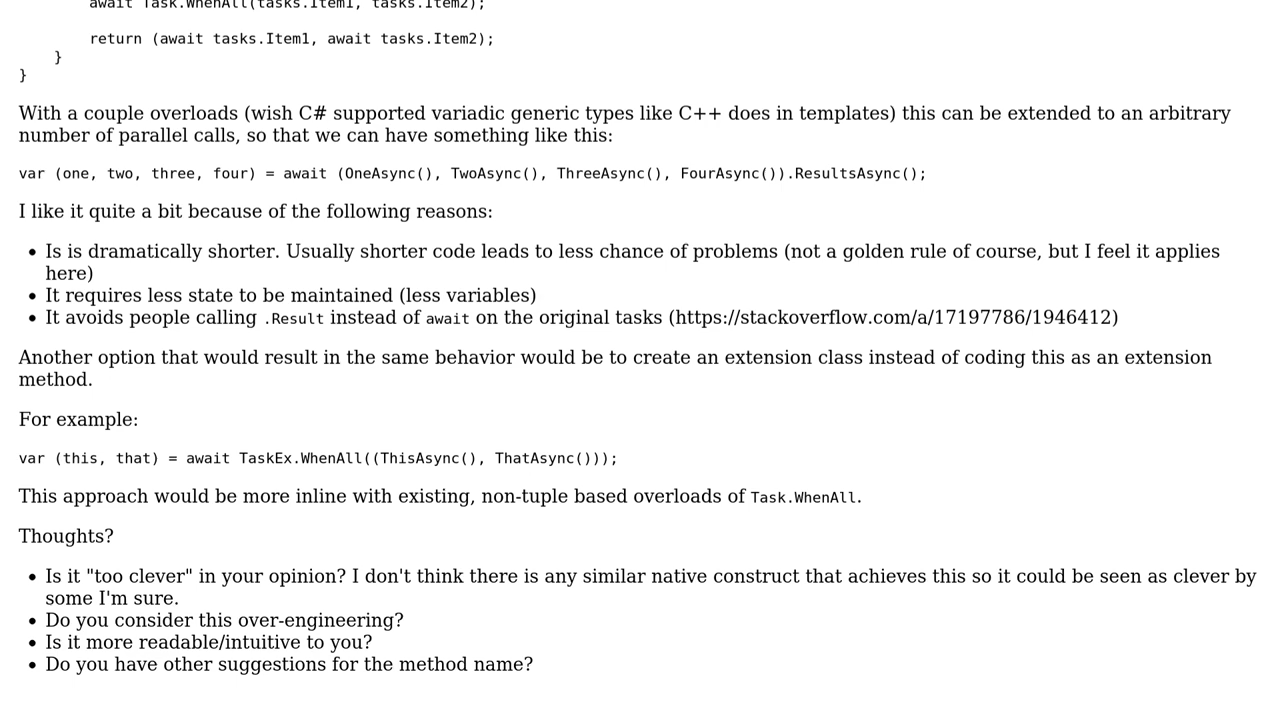 await Task.WhenAll(tasks.Item1, tasks.Item2);
return (await tasks.Item1, await tasks.Item2);
}
}
With a couple overloads (wish C# supported variadic generic types like C++ does in templates) this can be extended to an arbitrary
number of parallel calls, so that we can have something like this:
var (one, two, three, four) = await (OneAsync(), TwoAsync(), ThreeAsync(), FourAsync()).ResultsAsync();
I like it quite a bit because of the following reasons:
• Is is dramatically shorter. Usually shorter code leads to less chance of problems (not a golden rule of course, but I feel it applies
here)
• It requires less state to be maintained (less variables)
• It avoids people calling .Result instead of await on the original tasks (https://stackoverflow.com/a/17197786/1946412)
Another option that would result in the same behavior would be to create an extension class instead of coding this as an extension
method.
For example:
var (this, that) = await TaskEx.WhenAll((ThisAsync(), ThatAsync()));
This approach would be more inline with existing, non-tuple based overloads of Task.WhenAll.
Thoughts?
• Is it "too clever" in your opinion? I don't think there is any similar native construct that achieves this so it could be seen as clever by
some I'm sure.
• Do you consider this over-engineering?
• Is it more readable/intuitive to you?
• Do you have other suggestions for the method name?